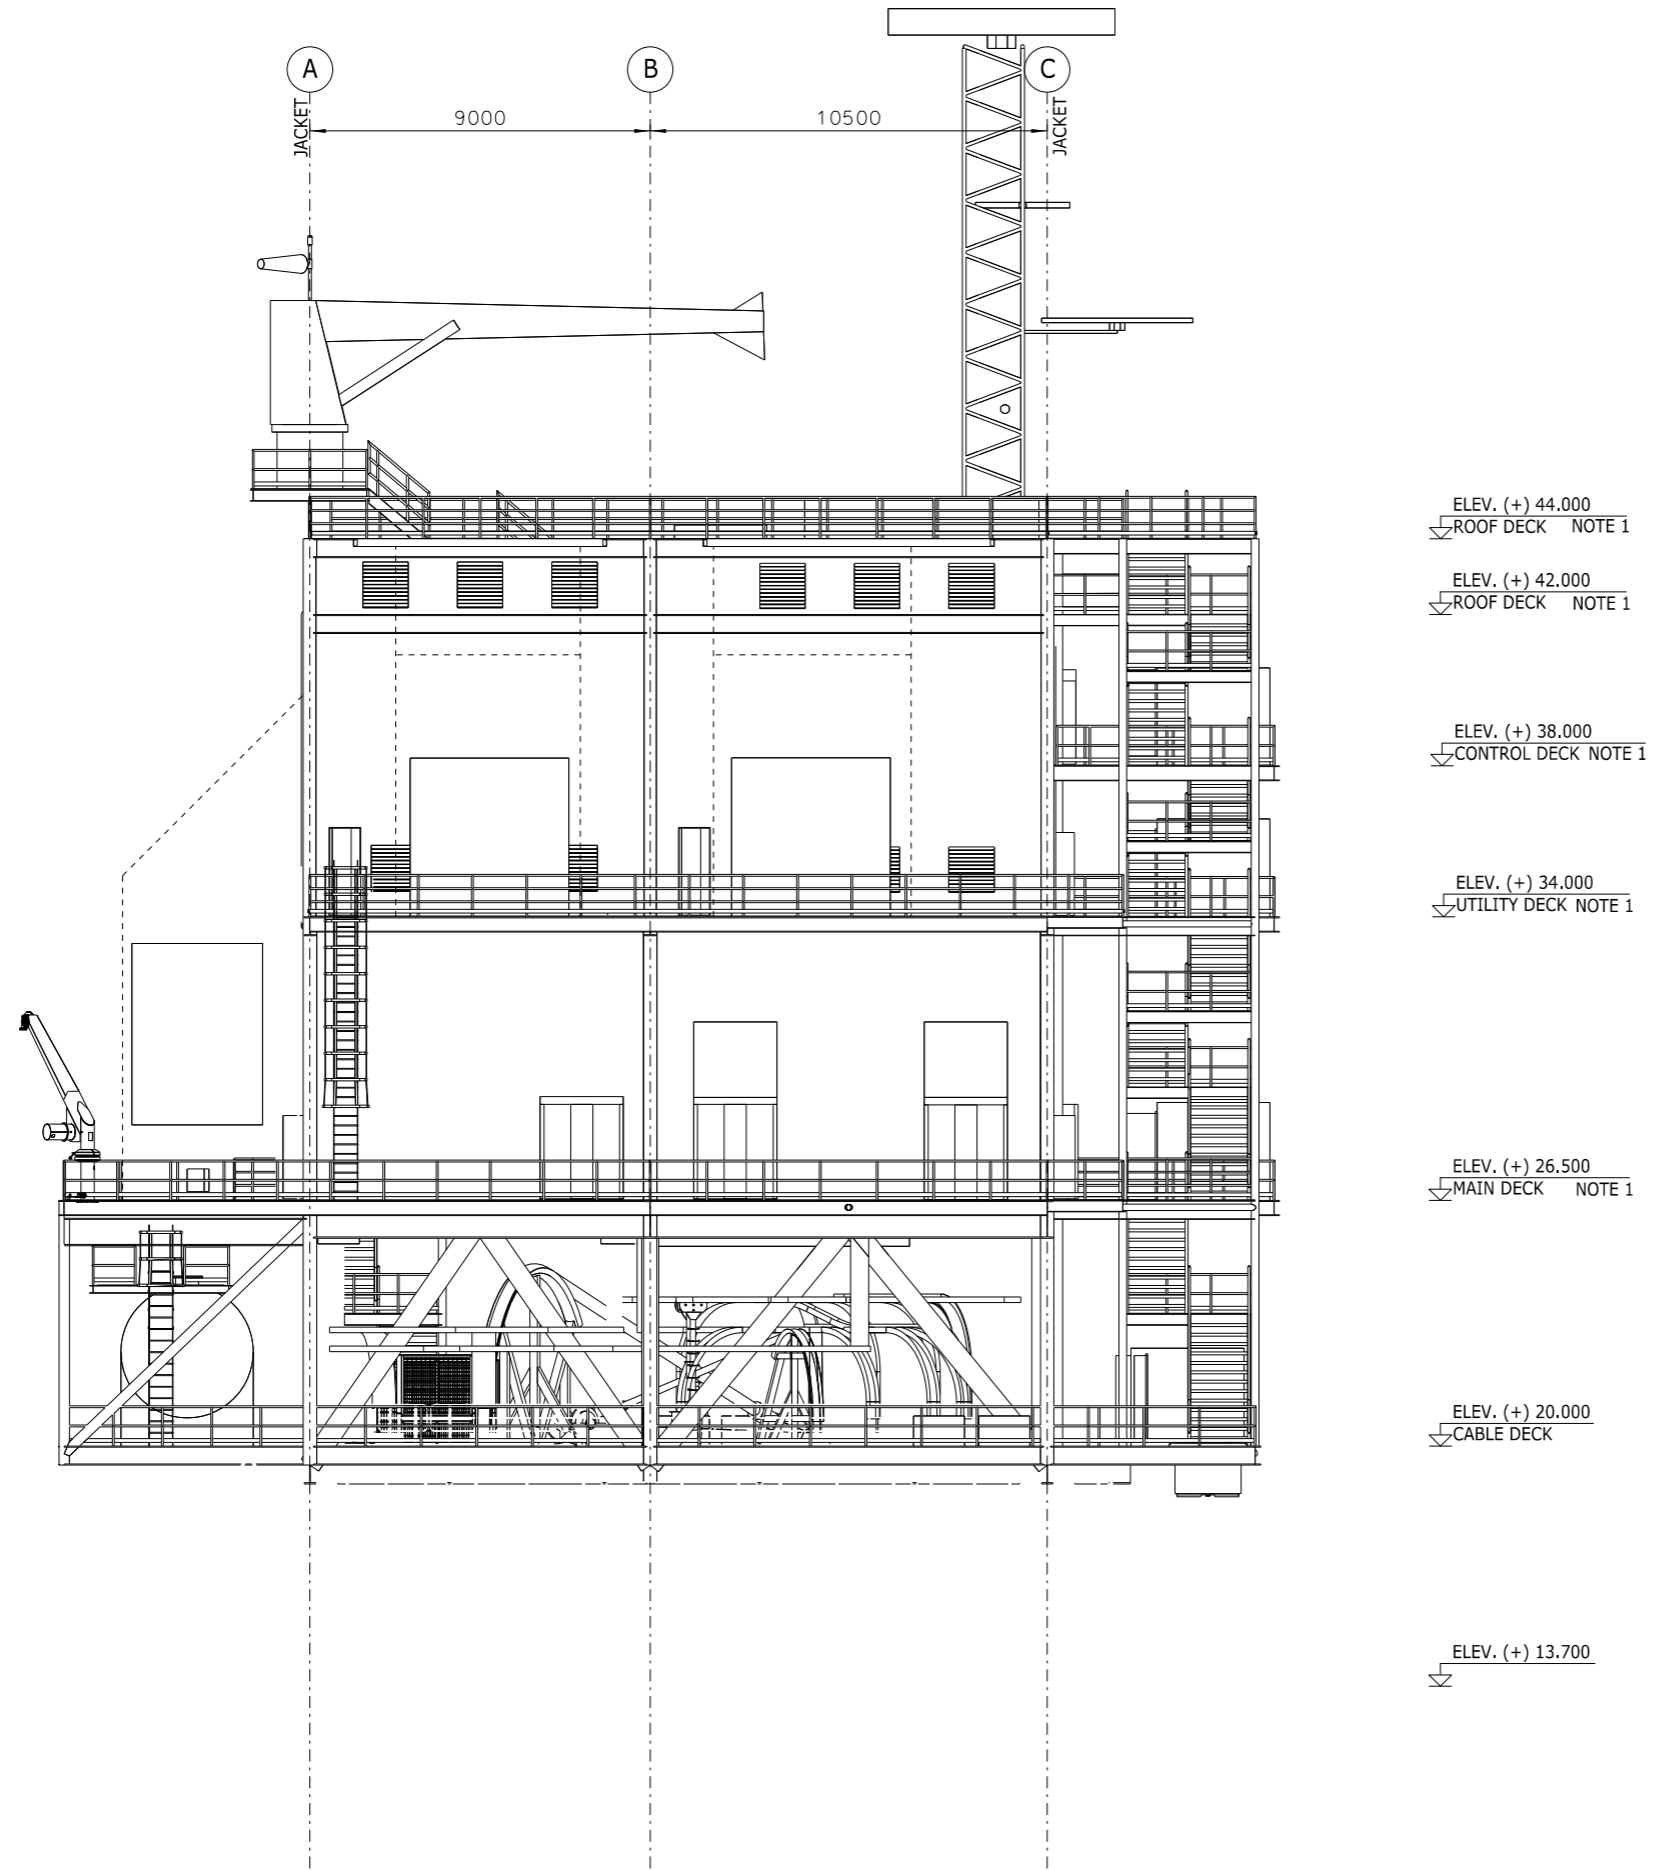 A
B
C
JACKET
9000
10500
JACKET
ELEV. (+) 44.000
ROOF DECK NOTE 1
ELEV. (+) 42.000
ROOF DECK NOTE 1
ELEV. (+) 38.000
CONTROL DECK NOTE 1
ELEV. (+) 34.000
UTILITY DECK NOTE 1
ELEV. (+) 26.500
MAIN DECK NOTE 1
ELEV. (+) 20.000
CABLE DECK
ELEV. (+) 13.700